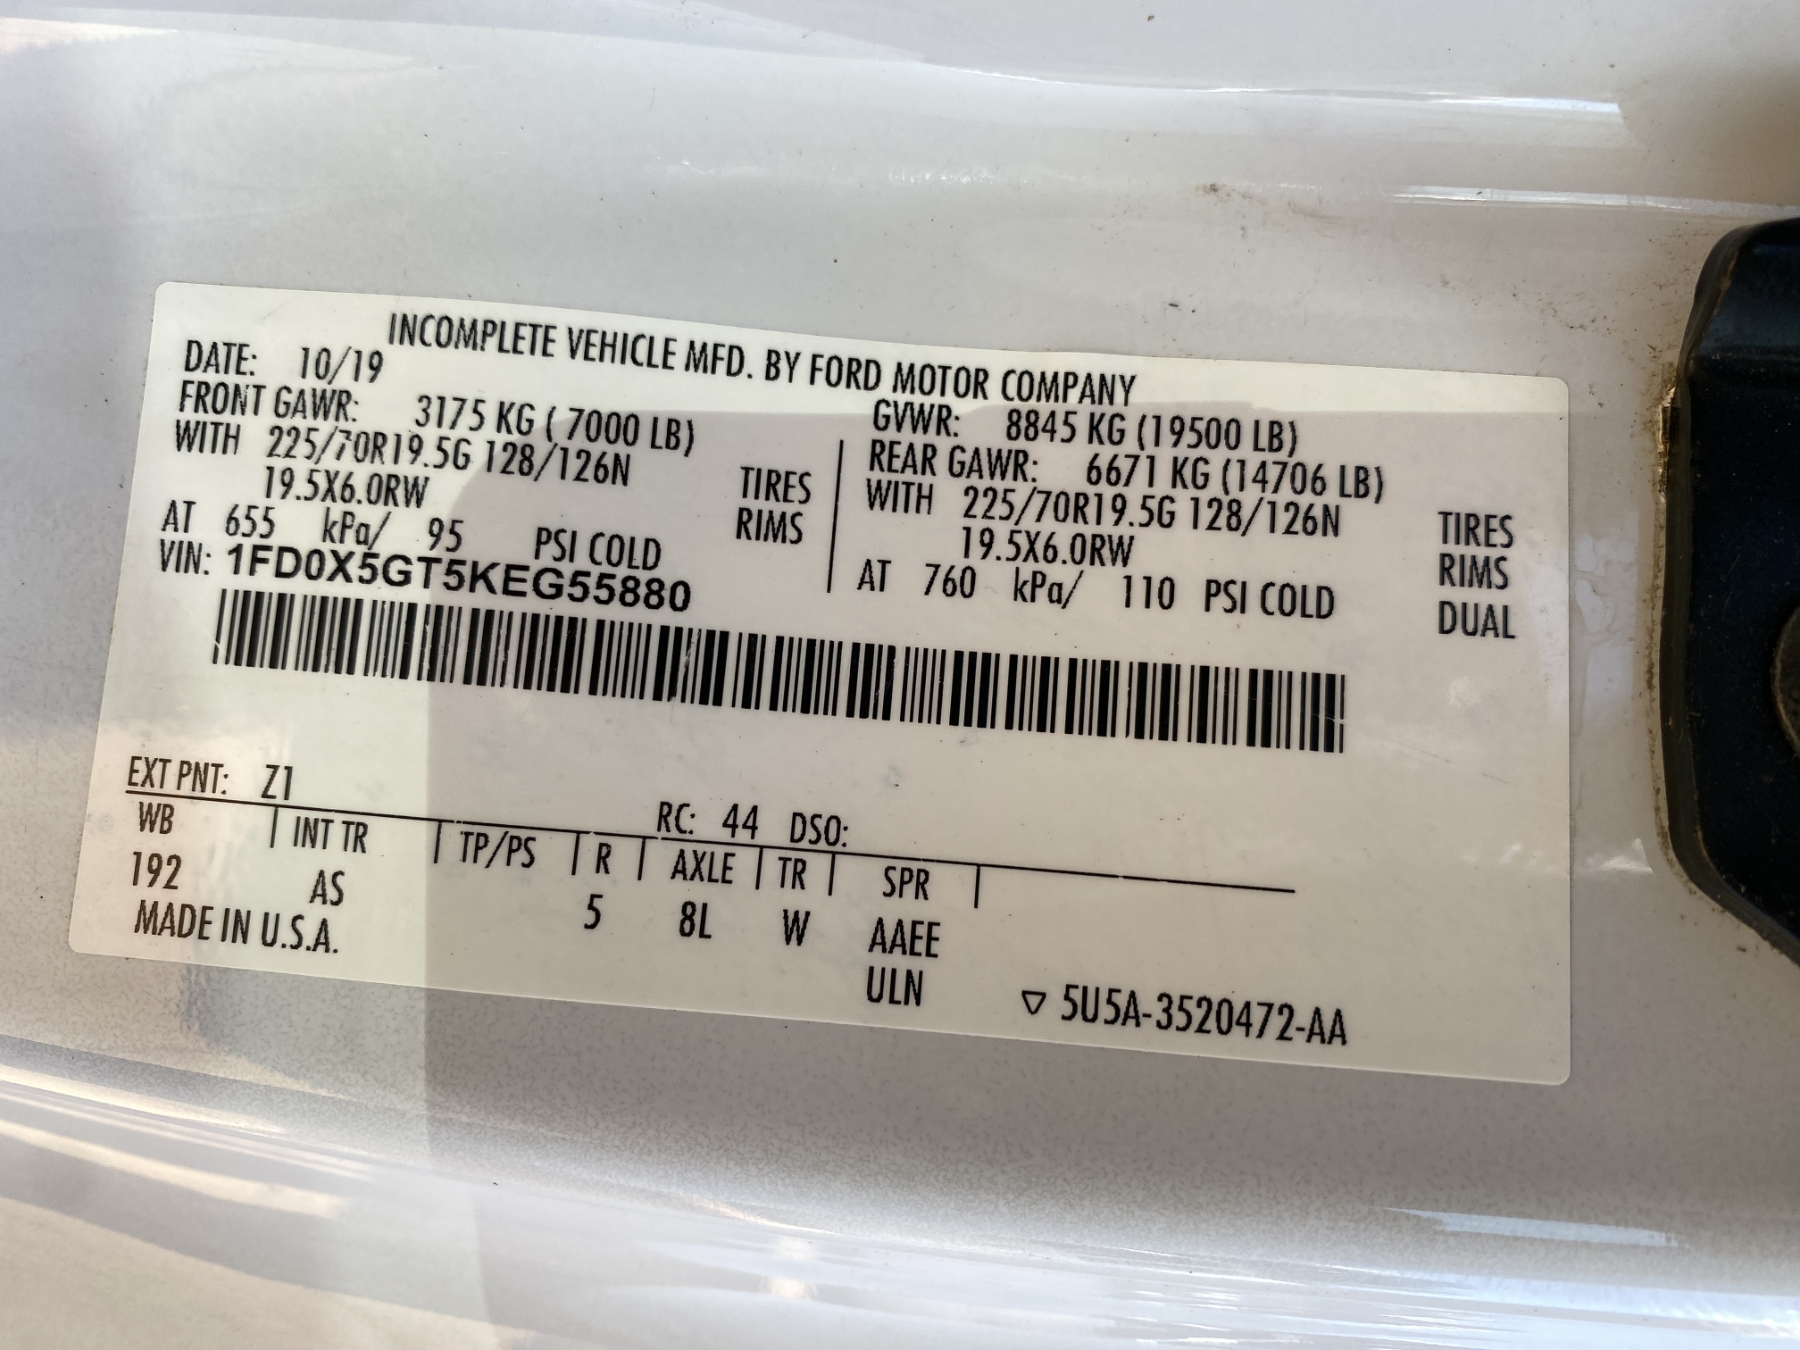 INCOMPLETE VEHICLE MFD. BY FORD MOTOR COMPANY
DATE: 10/19 GVWR: 8845 KG (19500 LB)
FRONT GAWR: 3175 KG ( 7000 LB) REAR GAWR: 6671 KG (14706 LB)
WITH 225/70R19.5G 128/126N TIRES WITH 225/70R19.5G 128/126N TIRES
19.5X6.0RW RIMS 19.5X6.0RW RIMS
AT 655 kPa/ 95 PSI COLD AT 760 kPa/ 110 PSI COLD DUAL
VIN: 1FD0X5GT5KEG55880
EXT PNT: Z1 RC: 44 DSO:
WB INT TR TP/PS R AXLE TR SPR
192 AS 5 8L W AAEE
MADE IN U.S.A. ULN
▽ 5U5A-3520472-AA